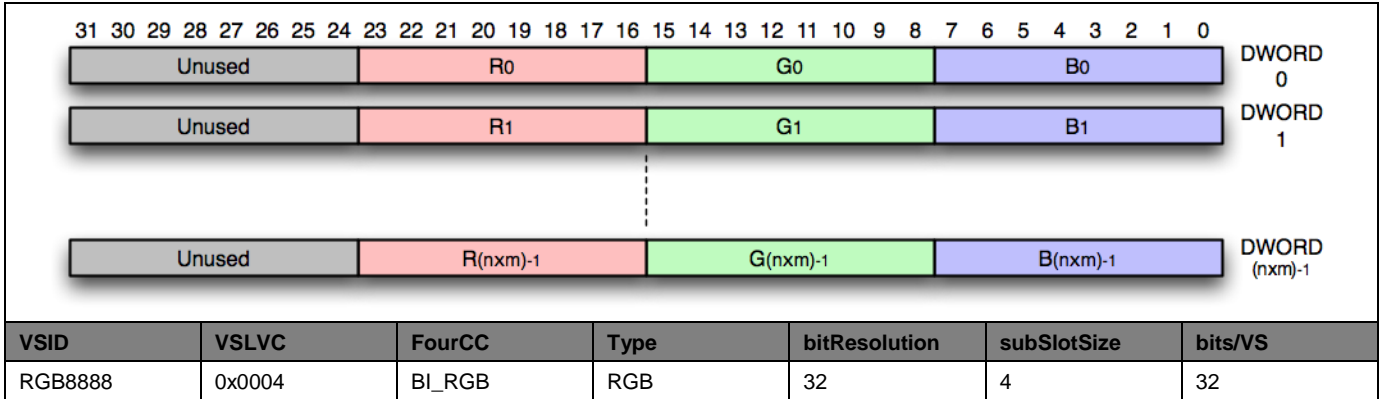 31 30 29 28 27 26 25 24 23 22 21 20 19 18 17 16 15 14 13 12 11 10 9 8 7 6 5 4 3 2 1 0
Unused R0 G0 B0 DWORD 0
Unused R1 G1 B1 DWORD 1
Unused R(nxm)-1 G(nxm)-1 B(nxm)-1 DWORD (nxm)-1
VSID VSLVC FourCC Type bitResolution subSlotSize bits/VS
RGB8888 0x0004 BI_RGB RGB 32 4 32